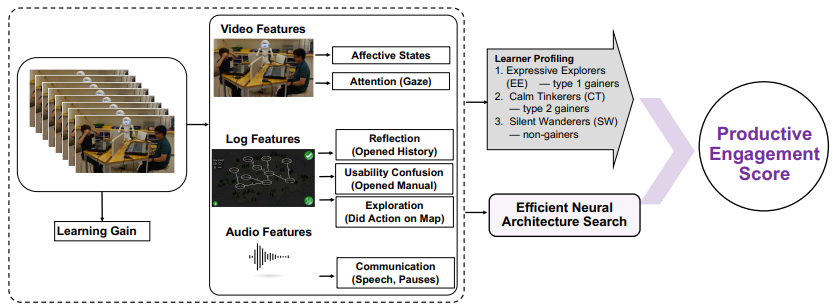 Video Features
Affective States
Attention (Gaze)
Log Features
Reflection
(Opened History)
Usability Confusion
(Opened Manual)
Exploration
(Did Action on Map)
Audio Features
Communication
(Speech, Pauses)
Learning Gain
Learner Profiling
1. Expressive Explorers
(EE) — type 1 gainers
2. Calm Tinkerers (CT)
— type 2 gainers
3. Silent Wanderers (SW)
— non-gainers
Efficient Neural
Architecture Search
Productive
Engagement
Score